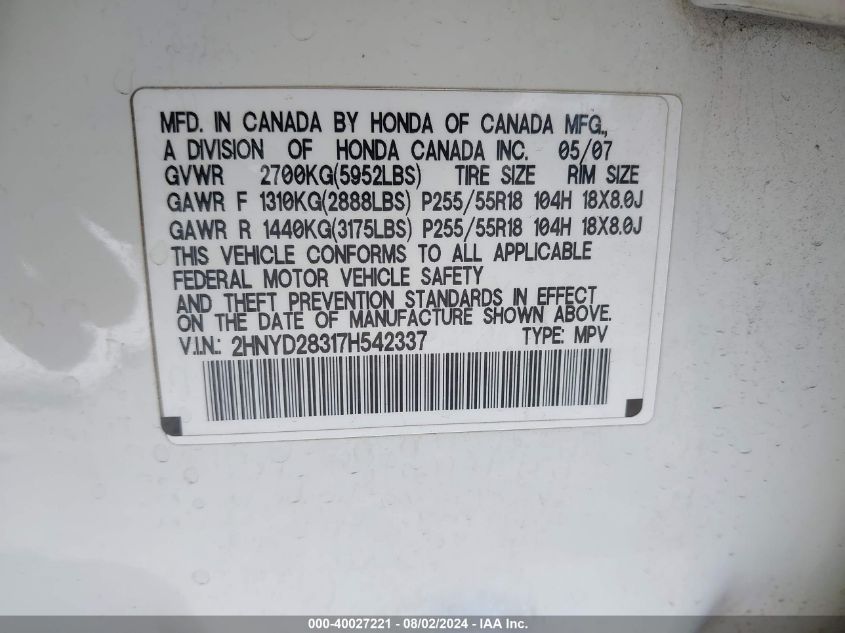 MFD. IN CANADA BY HONDA OF CANADA MFG.,
A DIVISION OF HONDA CANADA INC. 05/07
GVWR 2700KG(5952LBS) TIRE SIZE RIM SIZE
GAWR F 1310KG(2888LBS) P255/55R18 104H 18X8.0J
GAWR R 1440KG(3175LBS) P255/55R18 104H 18X8.0J
THIS VEHICLE CONFORMS TO ALL APPLICABLE
FEDERAL MOTOR VEHICLE SAFETY
AND THEFT PREVENTION STANDARDS IN EFFECT
ON THE DATE OF MANUFACTURE SHOWN ABOVE.
V.I.N.: 2HNYD28317H542337 TYPE: MPV
000-40027221 - 08/02/2024 - IAA Inc.